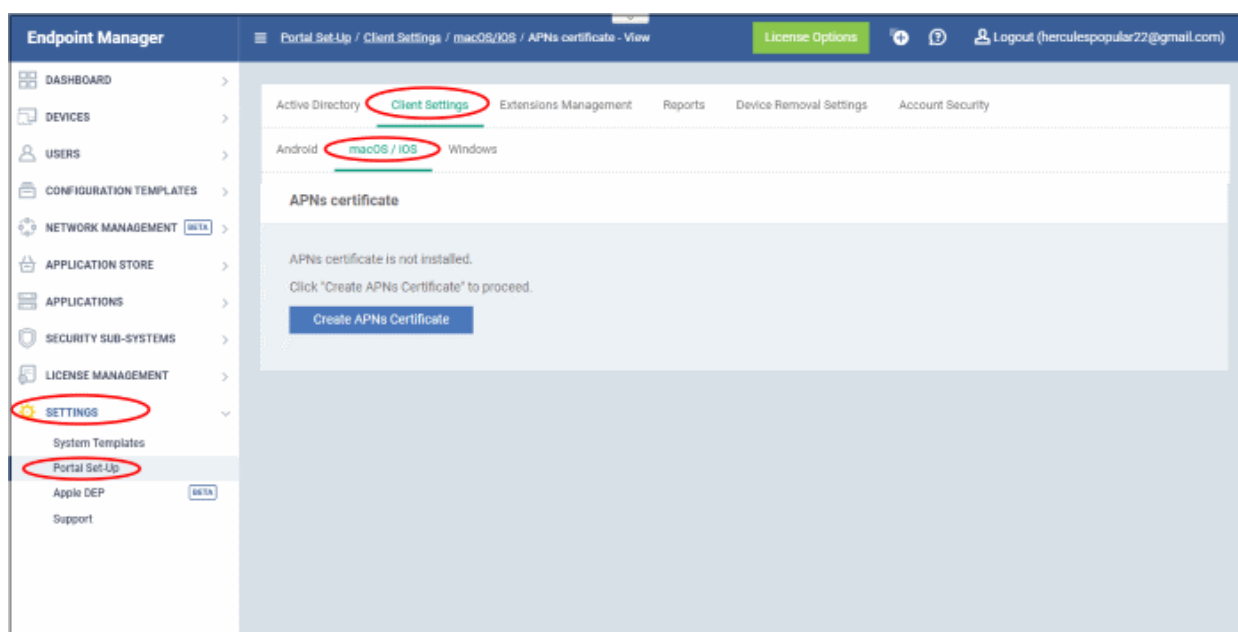 Endpoint Manager
Portal Set-Up / Client Settings / macOS/iOS / APNs certificate - View
License Options
Logout (herculespopular22@gmail.com)
DASHBOARD
DEVICES
USERS
CONFIGURATION TEMPLATES
NETWORK MANAGEMENT BETA
APPLICATION STORE
APPLICATIONS
SECURITY SUB-SYSTEMS
LICENSE MANAGEMENT
SETTINGS
System Templates
Portal Set-Up
Apple DEP BETA
Support
Active Directory Client Settings Extensions Management Reports Device Removal Settings Account Security
Android macOS / iOS Windows
APNs certificate
APNs certificate is not installed.
Click "Create APNs Certificate" to proceed.
Create APNs Certificate